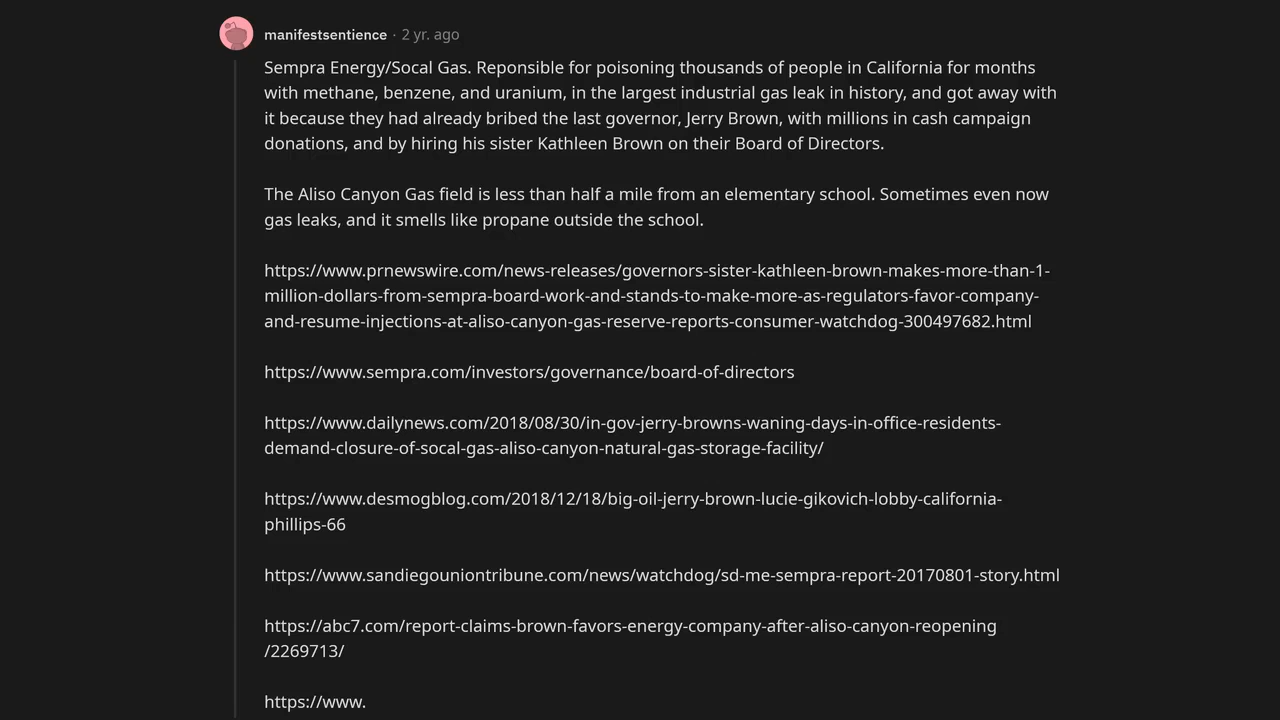 manifestsentience · 2 yr. ago
Sempra Energy/Socal Gas. Reponsible for poisoning thousands of people in California for months
with methane, benzene, and uranium, in the largest industrial gas leak in history, and got away with
it because they had already bribed the last governor, Jerry Brown, with millions in cash campaign
donations, and by hiring his sister Kathleen Brown on their Board of Directors.
The Aliso Canyon Gas field is less than half a mile from an elementary school. Sometimes even now
gas leaks, and it smells like propane outside the school.
https://www.prnewswire.com/news-releases/governors-sister-kathleen-brown-makes-more-than-1-
million-dollars-from-sempra-board-work-and-stands-to-make-more-as-regulators-favor-company-
and-resume-injections-at-aliso-canyon-gas-reserve-reports-consumer-watchdog-300497682.html
https://www.sempra.com/investors/governance/board-of-directors
https://www.dailynews.com/2018/08/30/in-gov-jerry-browns-waning-days-in-office-residents-
demand-closure-of-socal-gas-aliso-canyon-natural-gas-storage-facility/
https://www.desmogblog.com/2018/12/18/big-oil-jerry-brown-lucie-gikovich-lobby-california-
phillips-66
https://www.sandiegouniontribune.com/news/watchdog/sd-me-sempra-report-20170801-story.html
https://abc7.com/report-claims-brown-favors-energy-company-after-aliso-canyon-reopening
/2269713/
https://www.